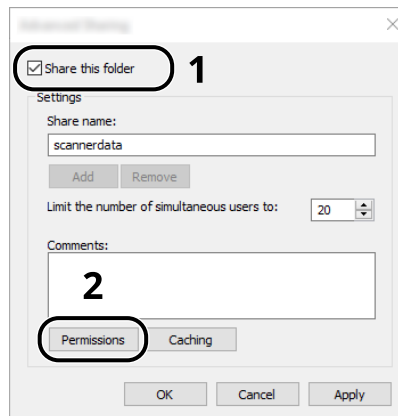 Share this folder 1
Settings
Share name:
scannerdata
Add Remove
Limit the number of simultaneous users to: 20
Comments:
2
Permissions Caching
OK Cancel Apply